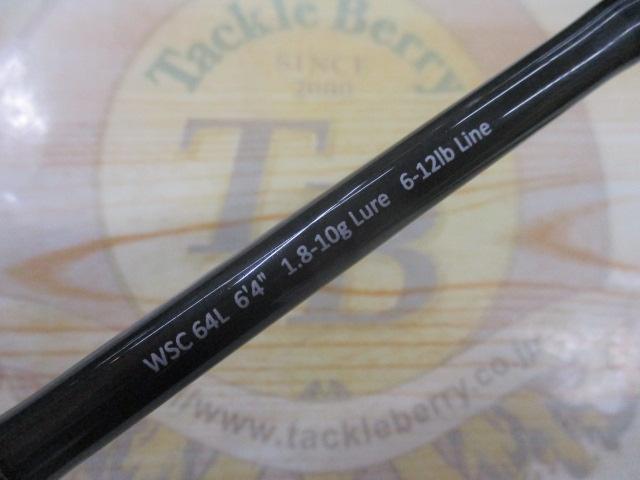 Tackle Berry
SINCE
2000
TB
WSC 64L 6'4" 1.8-10g Lure 6-12lb Line
www.tackleberry.co.jp